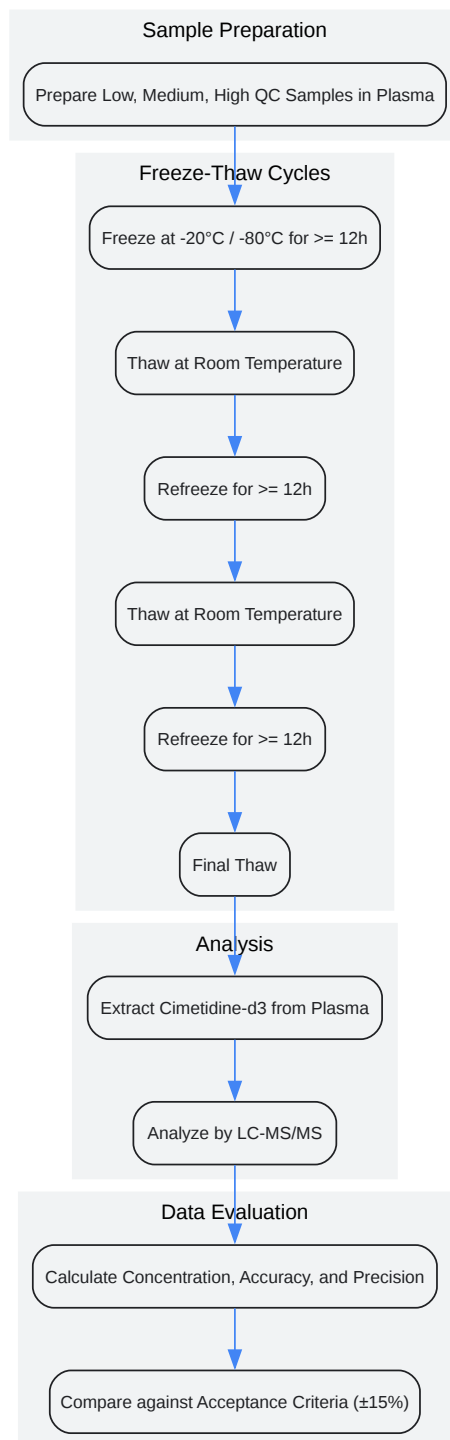 Sample Preparation
Prepare Low, Medium, High QC Samples in Plasma
Freeze-Thaw Cycles
Freeze at -20°C / -80°C for >= 12h
Thaw at Room Temperature
Refreeze for >= 12h
Thaw at Room Temperature
Refreeze for >= 12h
Final Thaw
Analysis
Extract Cimetidine-d3 from Plasma
Analyze by LC-MS/MS
Data Evaluation
Calculate Concentration, Accuracy, and Precision
Compare against Acceptance Criteria (±15%)